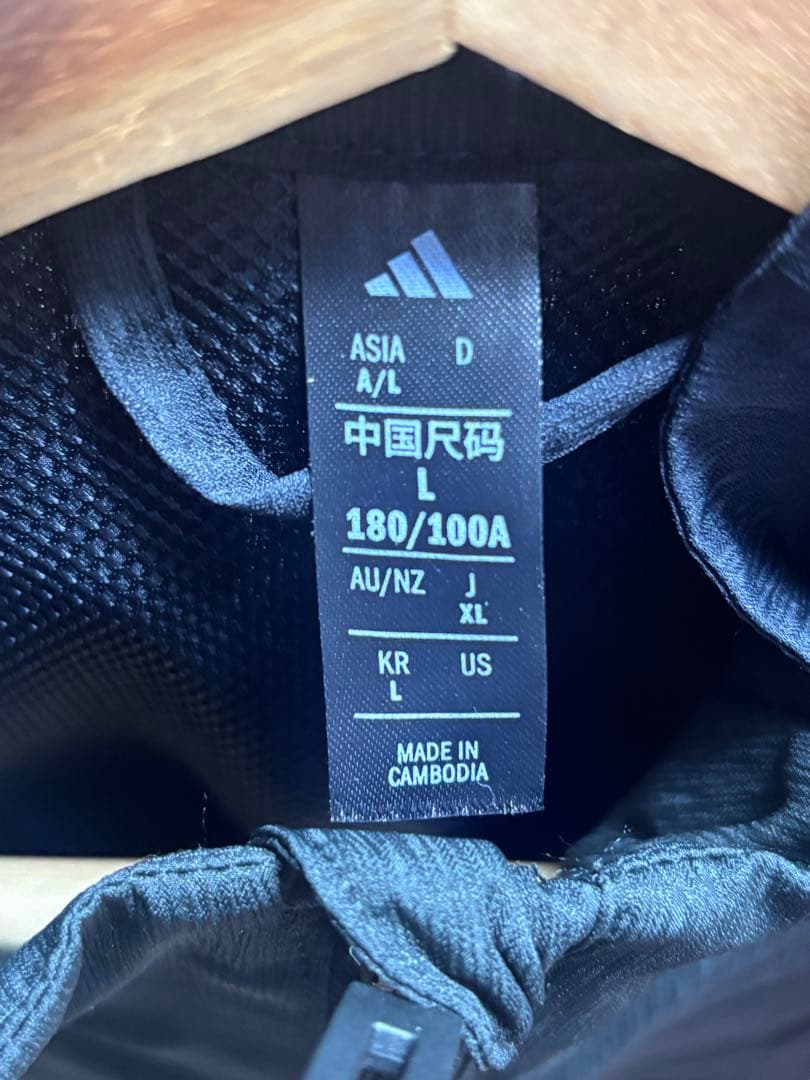 ASIA D
A/L
中国尺码
L
180/100A
AU/NZ J
XL
KR US
L
MADE IN
CAMBODIA